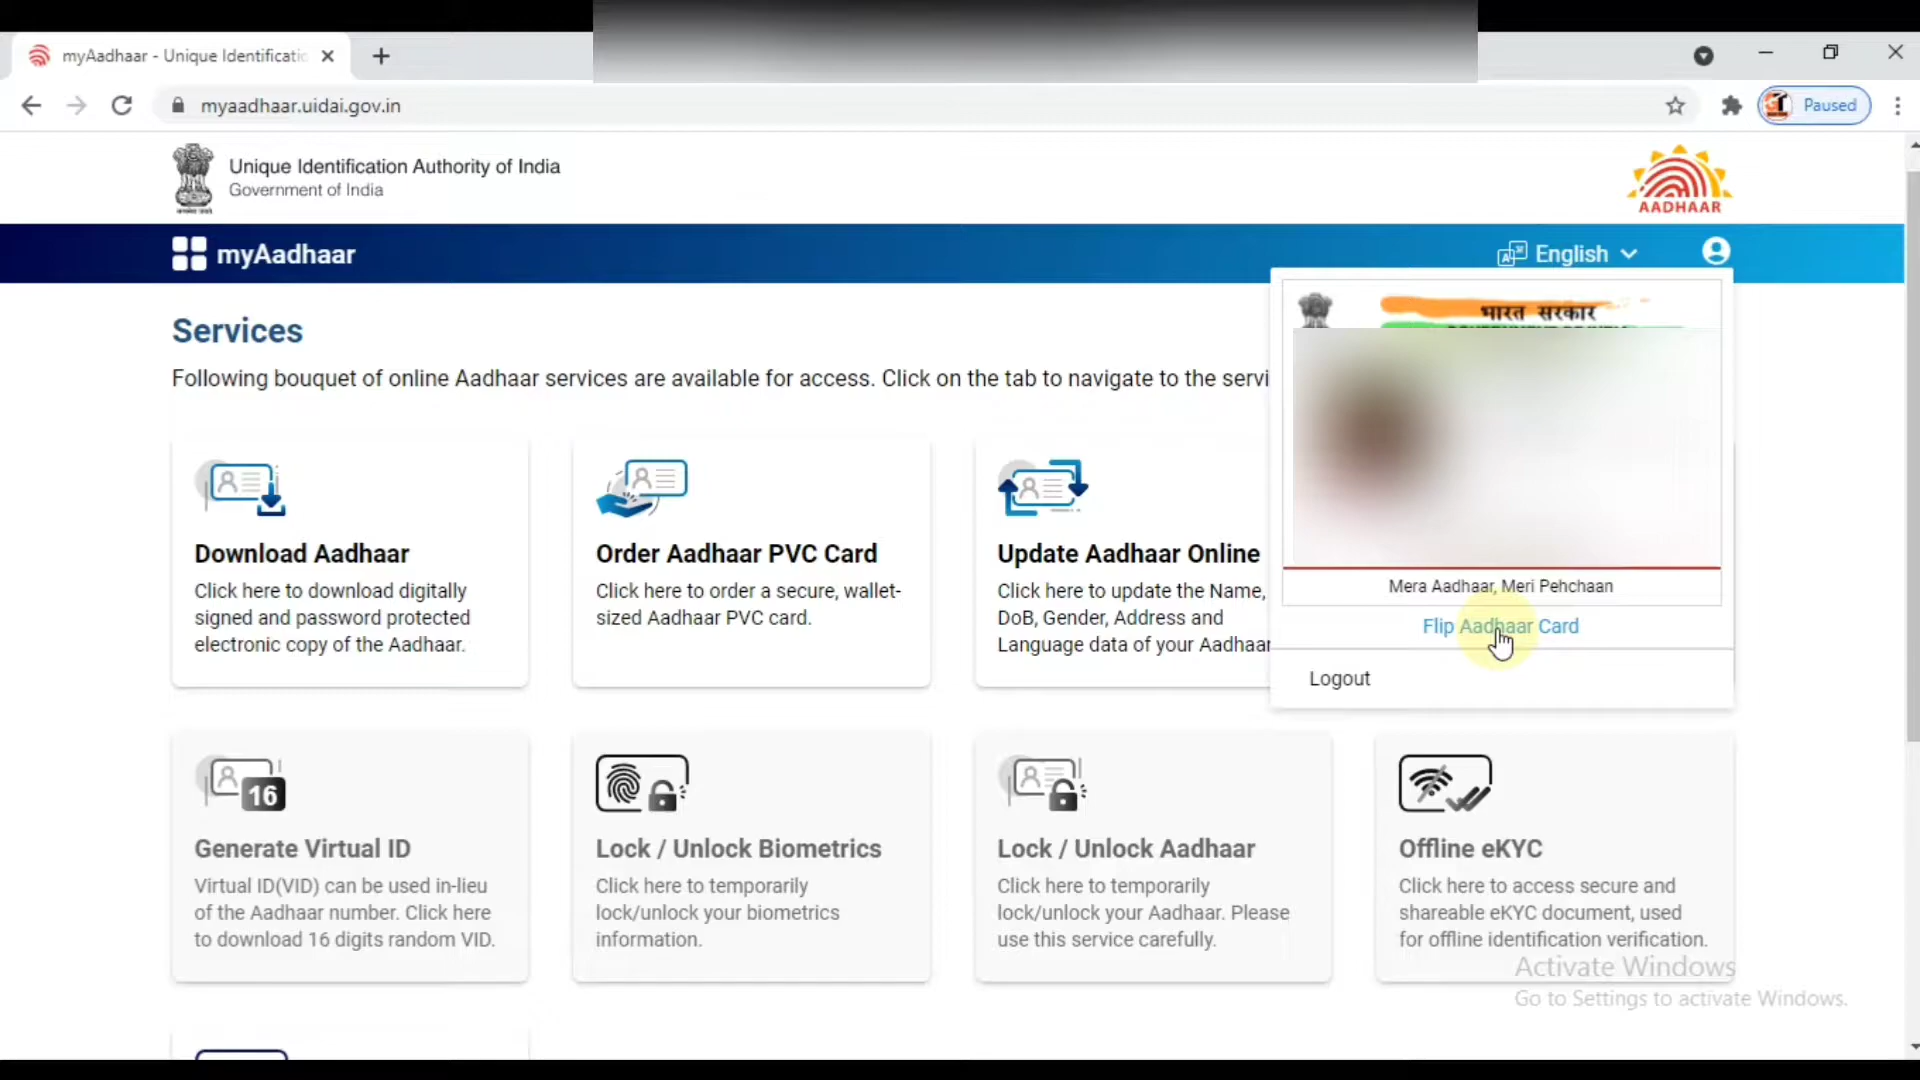 myAadhaar - Unique Identificatio
myaadhaar.uidai.gov.in
Paused
Unique Identification Authority of India
Government of India
AADHAAR
myAadhaar
English
Services
Following bouquet of online Aadhaar services are available for access. Click on the tab to navigate to the servi
भारत सरकार
Mera Aadhaar, Meri Pehchaan
Flip Aadhaar Card
Logout
Download Aadhaar
Click here to download digitally
signed and password protected
electronic copy of the Aadhaar.
Order Aadhaar PVC Card
Click here to order a secure, wallet-
sized Aadhaar PVC card.
Update Aadhaar Online
Click here to update the Name,
DoB, Gender, Address and
Language data of your Aadhaar
16
Generate Virtual ID
Virtual ID(VID) can be used in-lieu
of the Aadhaar number. Click here
to download 16 digits random VID.
Lock / Unlock Biometrics
Click here to temporarily
lock/unlock your biometrics
information.
Lock / Unlock Aadhaar
Click here to temporarily
lock/unlock your Aadhaar. Please
use this service carefully.
Offline eKYC
Click here to access secure and
shareable eKYC document, used
for offline identification verification.
Activate Windows
Go to Settings to activate Windows.